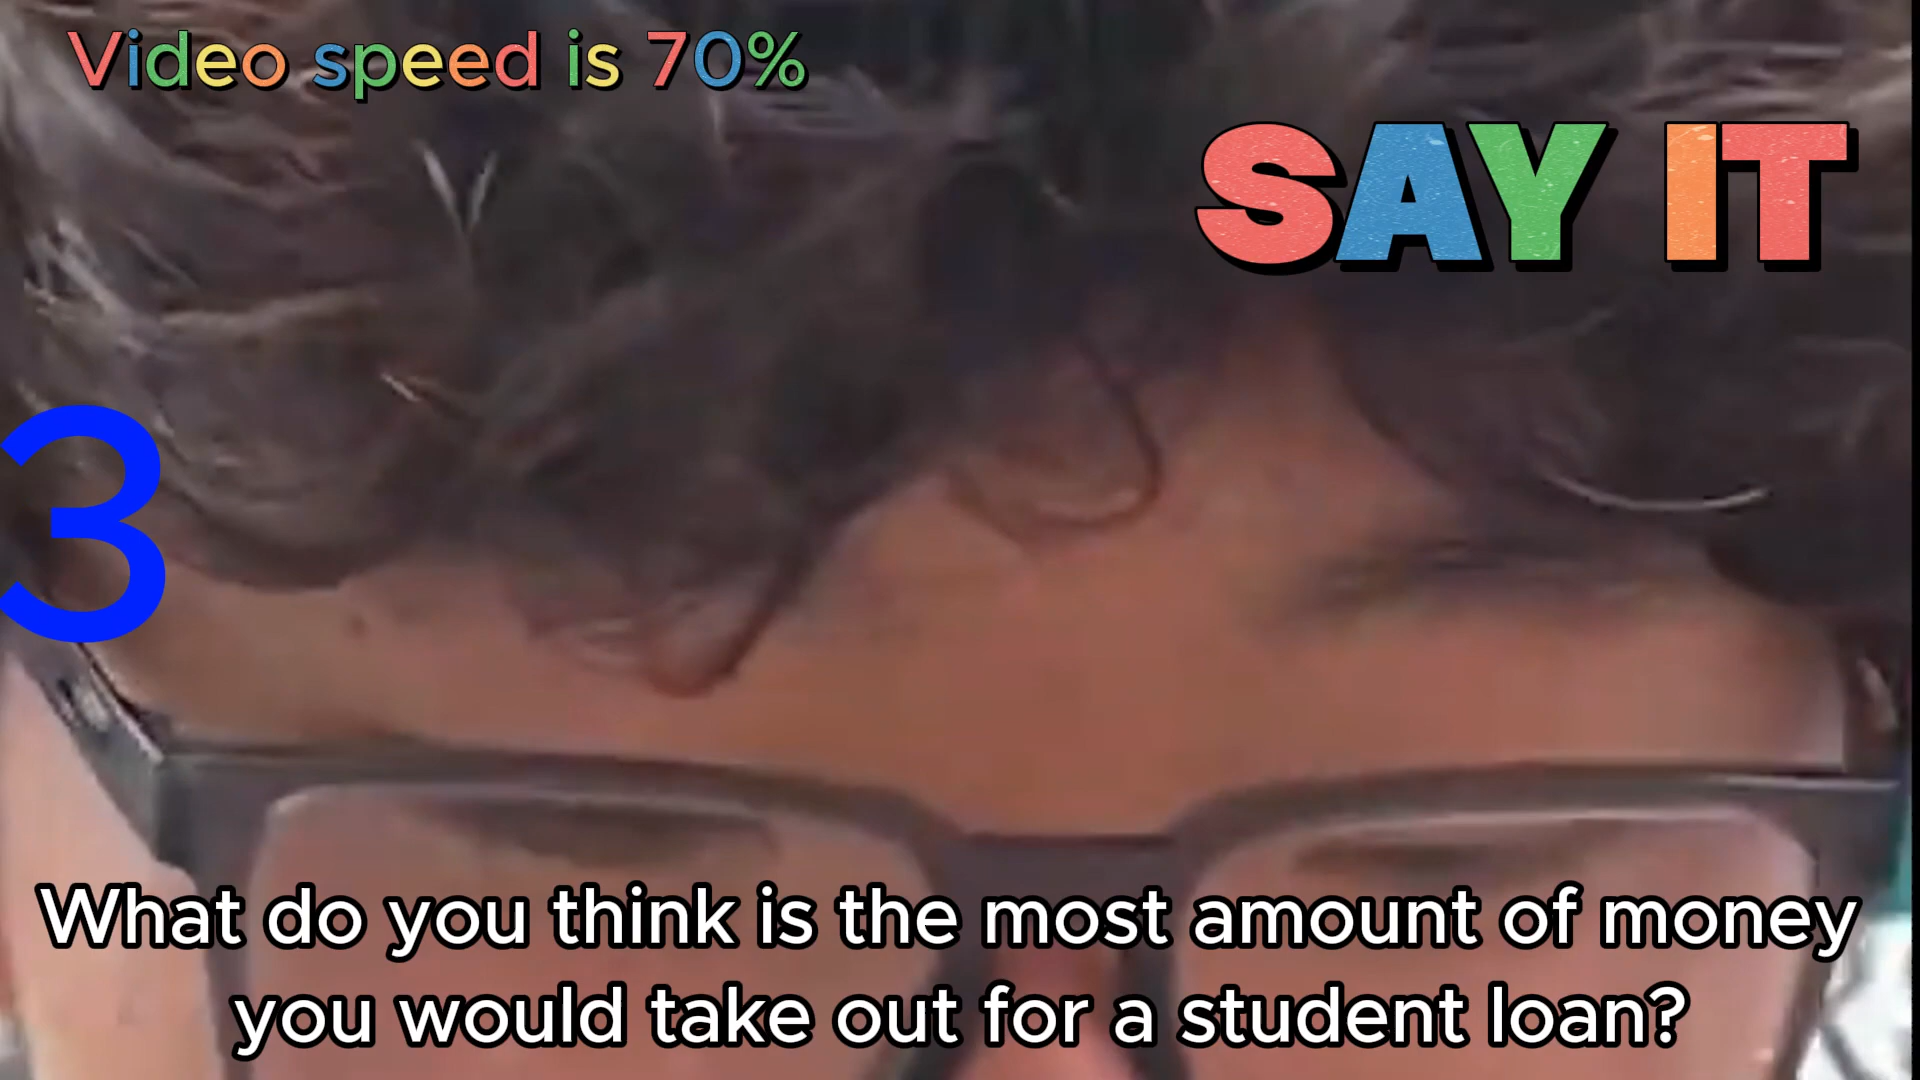 Video speed is 70%
SAY IT
3
What do you think is the most amount of money
you would take out for a student loan?